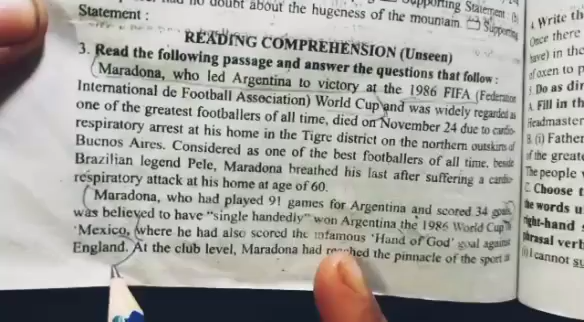 no doubt about the hugeness of the mountain. Supporting Statement
Statement : Supporting
READING COMPREHENSION (Unseen)
3. Read the following passage and answer the questions that follow :
Maradona, who led Argentina to victory at the 1986 FIFA (Federation
International de Football Association) World Cup and was widely regarded as
one of the greatest footballers of all time, died on November 24 due to cardio-
respiratory arrest at his home in the Tigre district on the northern outskirts of
Bucnos Aires. Considered as one of the best footballers of all time, beside
Brazilian legend Pele, Maradona breathed his last after suffering a cardio-
respiratory attack at his home at age of 60.
Maradona, who had played 91 games for Argentina and scored 34 goals,
was believed to have “single handedly” won Argentina the 1986 World Cup
'Mexico, where he had also scored the infamous 'Hand of God' goal against
England. At the club level, Maradona had reached the pinnacle of the sport
Write
Once there
have) in the
of oxen to p
5. Do as dir
A. Fill in th
Headmaster
B. (i) Father
of the great
The people
C. Choose t
the words u
right-hand
phrasal verb
(i) I cannot su